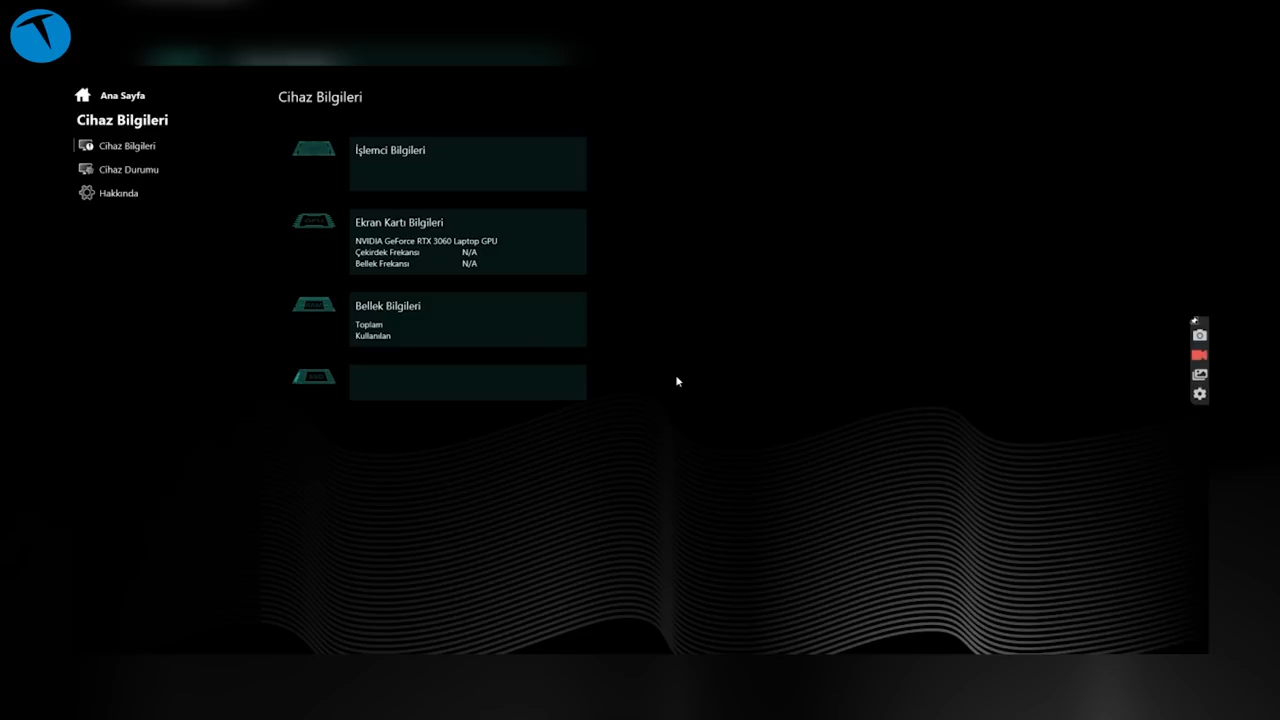 Ana Sayfa
Cihaz Bilgileri
Cihaz Bilgileri
Cihaz Durumu
Hakkında
Cihaz Bilgileri
İşlemci Bilgileri
Ekran Kartı Bilgileri
NVIDIA GeForce RTX 3060 Laptop GPU
Çekirdek Frekansı N/A
Bellek Frekansı N/A
Bellek Bilgileri
Toplam
Kullanılan